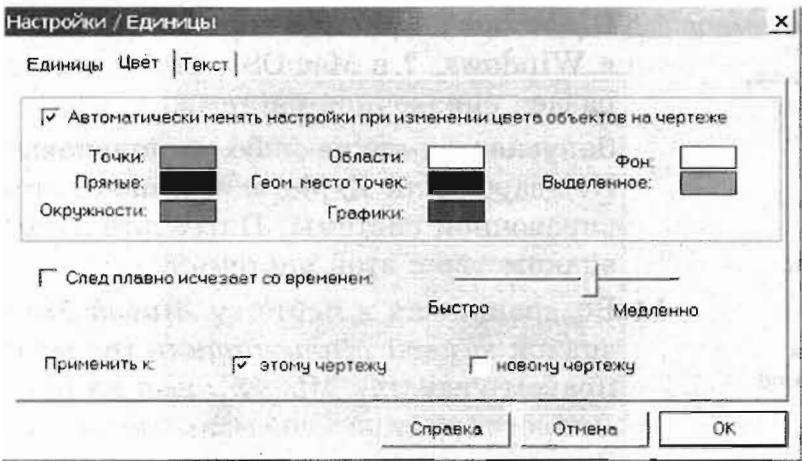 Настройки / Единицы
Единицы Цвет Текст
Автоматически менять настройки при изменении цвета объектов на чертеже
Точки: Области: Фон:
Прямые: Геом. место точек: Выделенное:
Окружности: Графики:
След плавно исчезает со временем:
Быстро Медленно
Применить к: этому чертежу новому чертежу
Справка Отмена OK